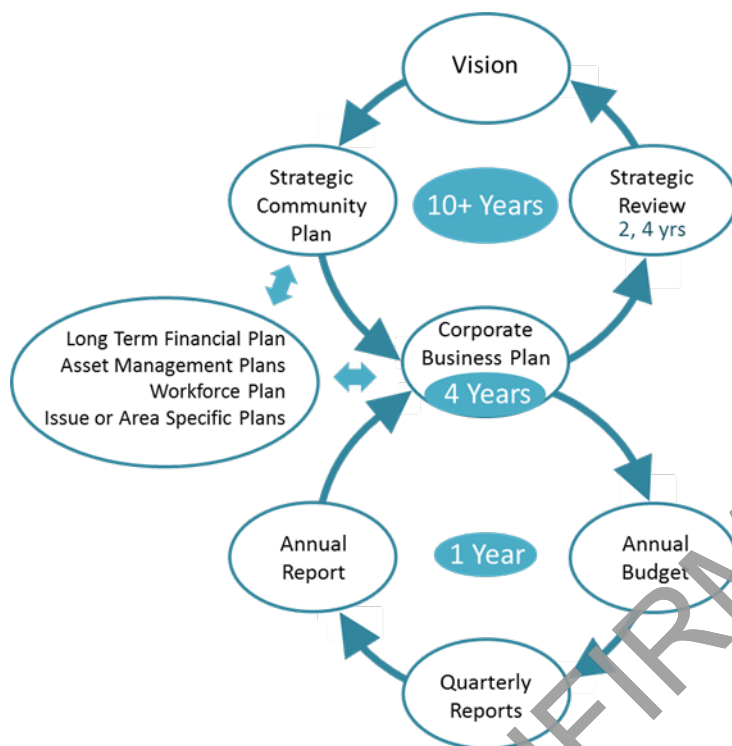 Vision
Strategic
Community
Plan
10+ Years
Strategic
Review
2, 4 yrs
Long Term Financial Plan
Asset Management Plans
Workforce Plan
Issue or Area Specific Plans
Corporate
Business Plan
4 Years
Annual
Report
1 Year
Annual
Budget
Quarterly
Reports